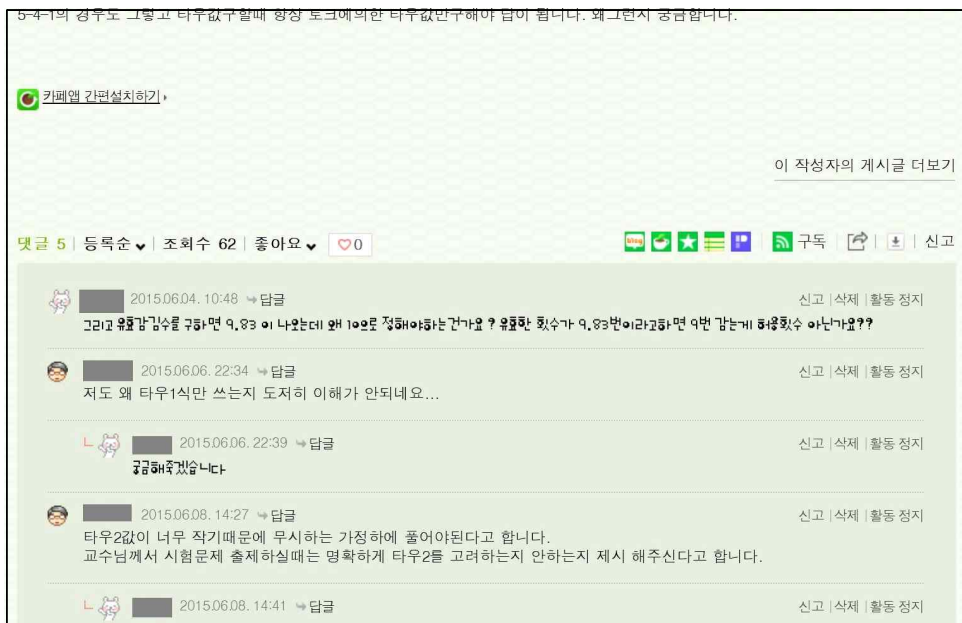 5-4-1의 경우도 그렇고 타우값구할때 항상 토크에의한 타우값만구해야 답이 됩니다. 왜그런지 궁금합니다.
카페앱 간편설치하기
이 작성자의 게시글 더보기
댓글 5 등록순 조회수 62 좋아요 0 blog 구독 신고
2015.06.04. 10:48 답글 신고 삭제 활동 정지
그리고 유효감김수를 구하면 9.83 이 나오는데 왜 10으로 정해야하는건가요 ? 유효한 횟수가 9.83번이라고하면 9번 감는게 허용횟수 아닌가요??
2015.06.06. 22:34 답글 신고 삭제 활동 정지
저도 왜 타우1식만 쓰는지 도저히 이해가 안되네요...
2015.06.06. 22:39 답글 신고 삭제 활동 정지
궁금해죽겠습니다
2015.06.08. 14:27 답글 신고 삭제 활동 정지
타우2값이 너무 작기때문에 무시하는 가정하에 풀어야된다고 합니다.
교수님께서 시험문제 출제하실때는 명확하게 타우2를 고려하는지 안하는지 제시 해주신다고 합니다.
2015.06.08. 14:41 답글 신고 삭제 활동 정지